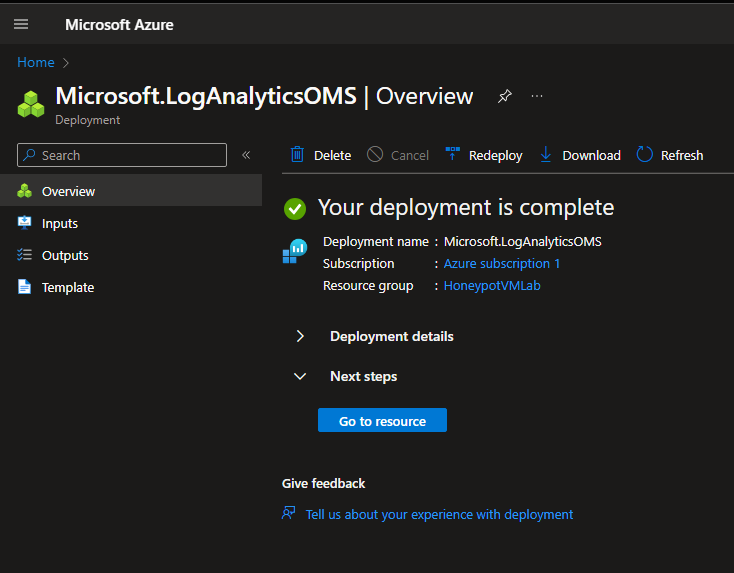 Microsoft Azure
Home
Microsoft.LogAnalyticsOMS | Overview
Deployment
Search
Delete
Cancel
Redeploy
Download
Refresh
Overview
Inputs
Outputs
Template
Your deployment is complete
Deployment name : Microsoft.LogAnalyticsOMS
Subscription : Azure subscription 1
Resource group : HoneypotVMLab
Deployment details
Next steps
Go to resource
Give feedback
Tell us about your experience with deployment